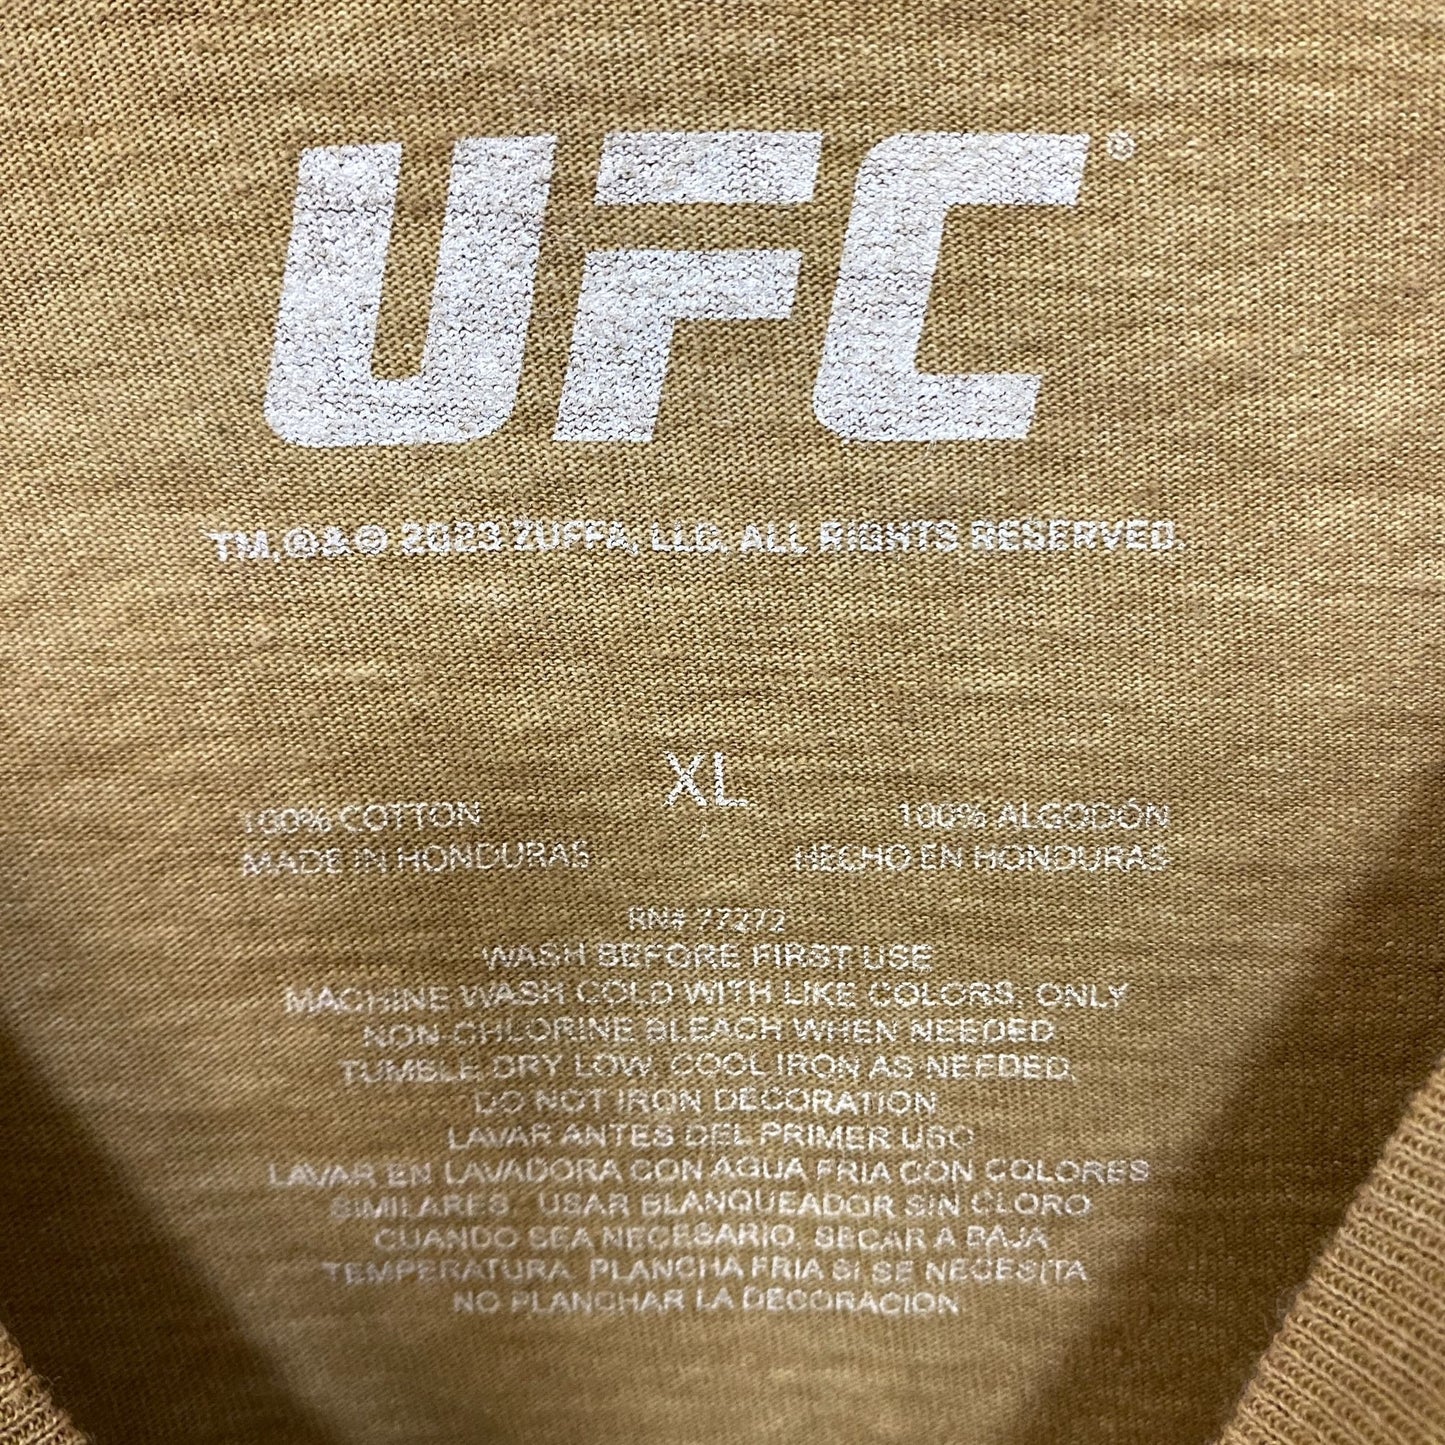 UFC®
TM, ® & © 2023 ZUFFA, LLC. ALL RIGHTS RESERVED.
XL
100% COTTON
MADE IN HONDURAS
100% ALGODÓN
HECHO EN HONDURAS
RN# 77272
WASH BEFORE FIRST USE
MACHINE WASH COLD WITH LIKE COLORS. ONLY
NON-CHLORINE BLEACH WHEN NEEDED
TUMBLE DRY LOW. COOL IRON AS NEEDED.
DO NOT IRON DECORATION
LAVAR ANTES DEL PRIMER USO
LAVAR EN LAVADORA CON AGUA FRIA CON COLORES
SIMILARES. USAR BLANQUEADOR SIN CLORO
CUANDO SEA NECESARIO. SECAR A BAJA
TEMPERATURA. PLANCHA FRIA SI SE NECESITA
NO PLANCHAR LA DECORACION